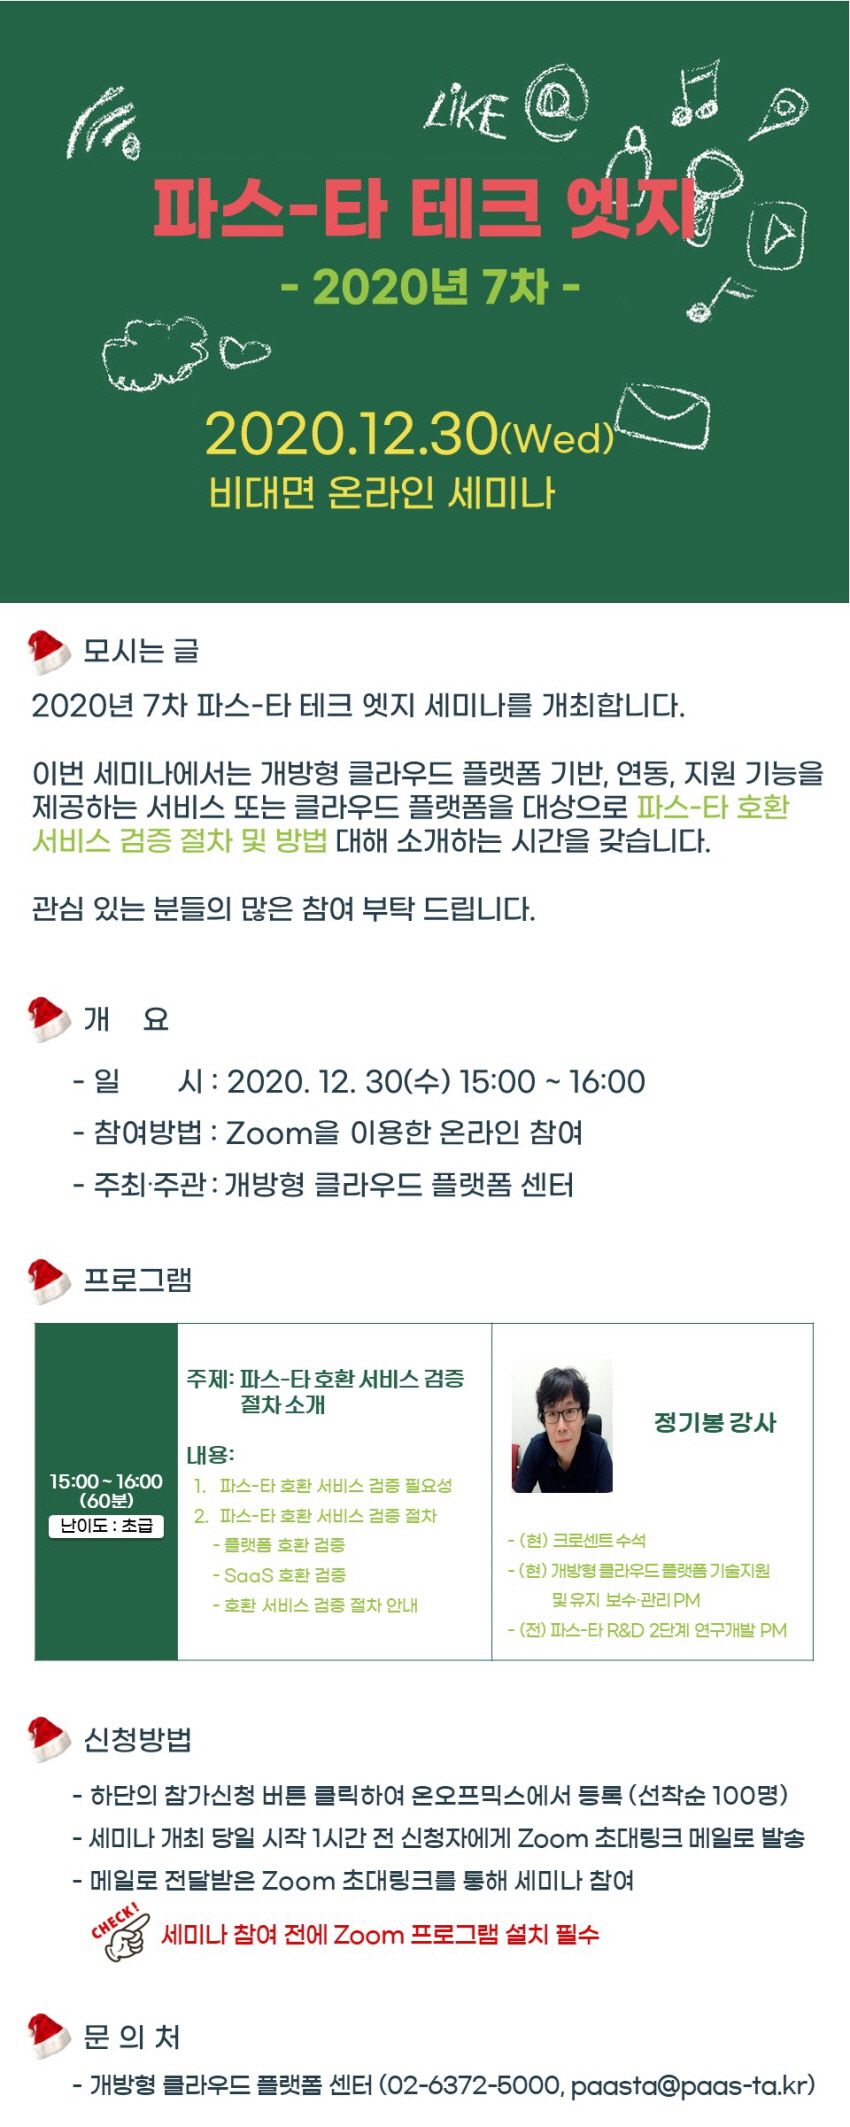 LIKE @
파스-타 테크 엣지
- 2020년 7차 -
2020.12.30(Wed)
비대면 온라인 세미나
모시는 글
2020년 7차 파스-타 테크 엣지 세미나를 개최합니다.
이번 세미나에서는 개방형 클라우드 플랫폼 기반, 연동, 지원 기능을
제공하는 서비스 또는 클라우드 플랫폼을 대상으로 파스-타 호환
서비스 검증 절차 및 방법 대해 소개하는 시간을 갖습니다.
관심 있는 분들의 많은 참여 부탁 드립니다.
개 요
- 일 시 : 2020. 12. 30(수) 15:00 ~ 16:00
- 참여방법 : Zoom을 이용한 온라인 참여
- 주최·주관 : 개방형 클라우드 플랫폼 센터
프로그램
15:00 ~ 16:00
(60분)
난이도 : 초급
주제: 파스-타 호환 서비스 검증
절차 소개
내용:
1. 파스-타 호환 서비스 검증 필요성
2. 파스-타 호환 서비스 검증 절차
- 플랫폼 호환 검증
- SaaS 호환 검증
- 호환 서비스 검증 절차 안내
정기봉 강사
- (현) 크로센트 수석
- (현) 개방형 클라우드 플랫폼 기술지원
및 유지 보수·관리 PM
- (전) 파스-타 R&D 2단계 연구개발 PM
신청방법
- 하단의 참가신청 버튼 클릭하여 온오프믹스에서 등록 (선착순 100명)
- 세미나 개최 당일 시작 1시간 전 신청자에게 Zoom 초대링크 메일로 발송
- 메일로 전달받은 Zoom 초대링크를 통해 세미나 참여
CHECK!
세미나 참여 전에 Zoom 프로그램 설치 필수
문 의 처
- 개방형 클라우드 플랫폼 센터 (02-6372-5000, paasta@paas-ta.kr)